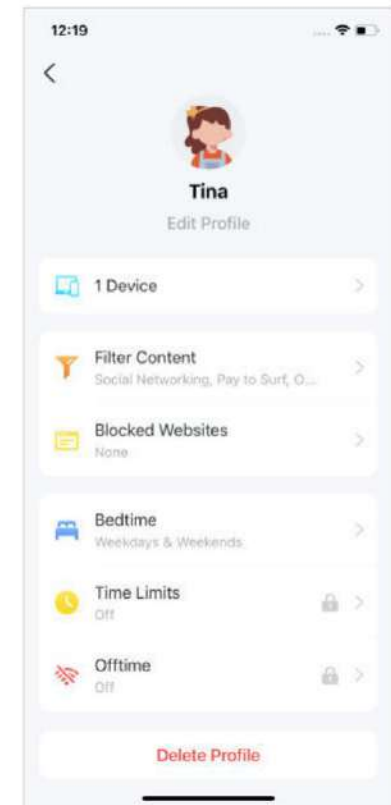 12:19
Tina
Edit Profile
1 Device
Filter Content
Social Networking, Pay to Surf, O...
Blocked Websites
None
Bedtime
Weekdays & Weekends
Time Limits
Off
Offtime
Off
Delete Profile